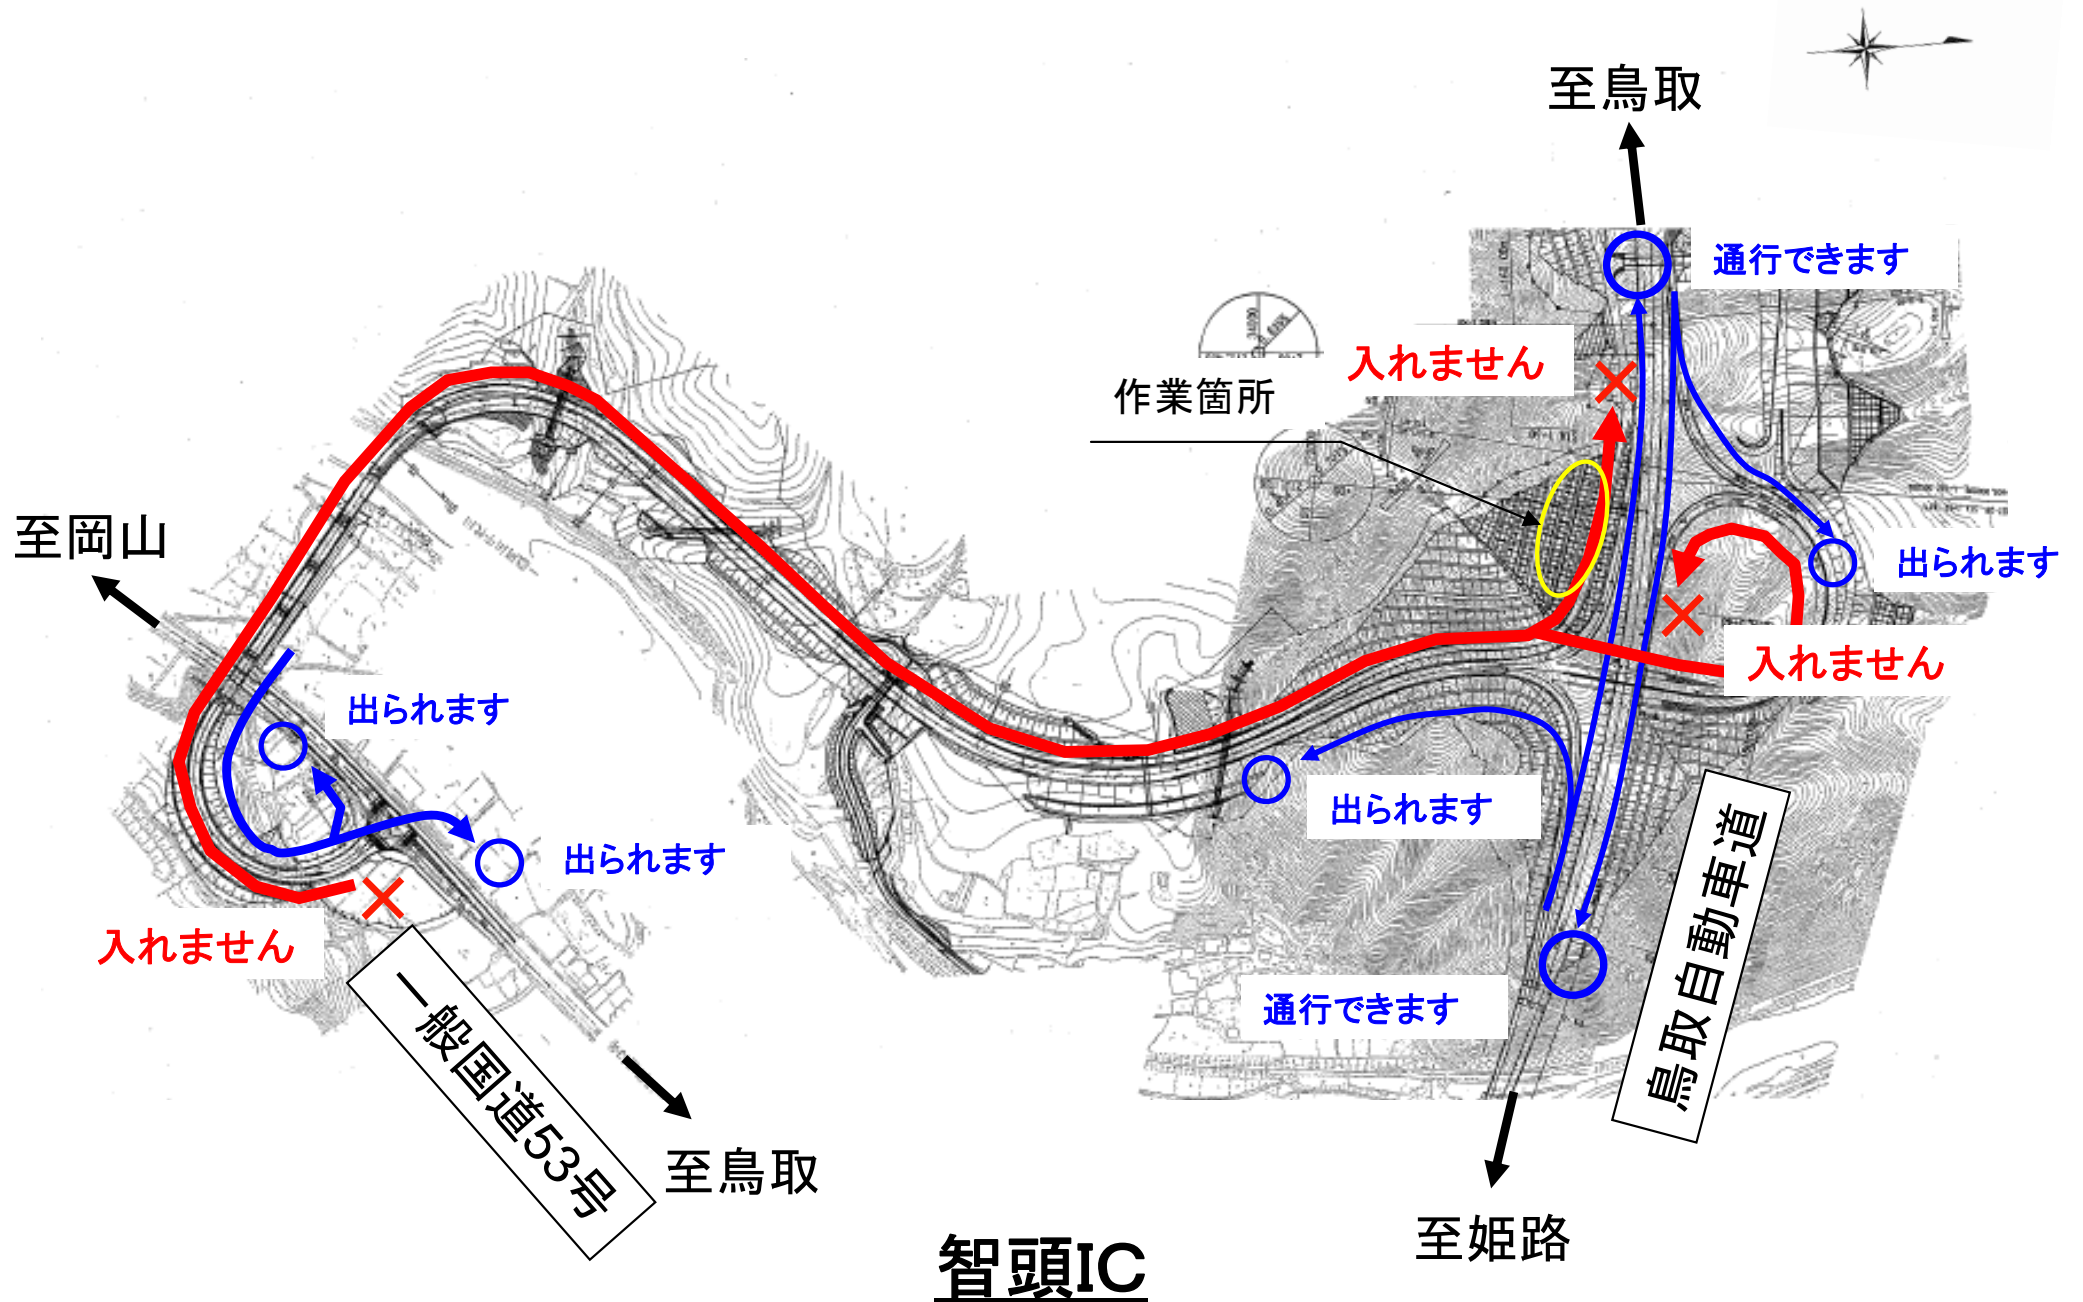 至鳥取
通行できます
入れません
作業箇所
至岡山
出られます
入れません
出られます
出られます
出られます
入れません
通行できます
鳥取自動車道
一般国道53号
至鳥取
至姫路
智頭IC